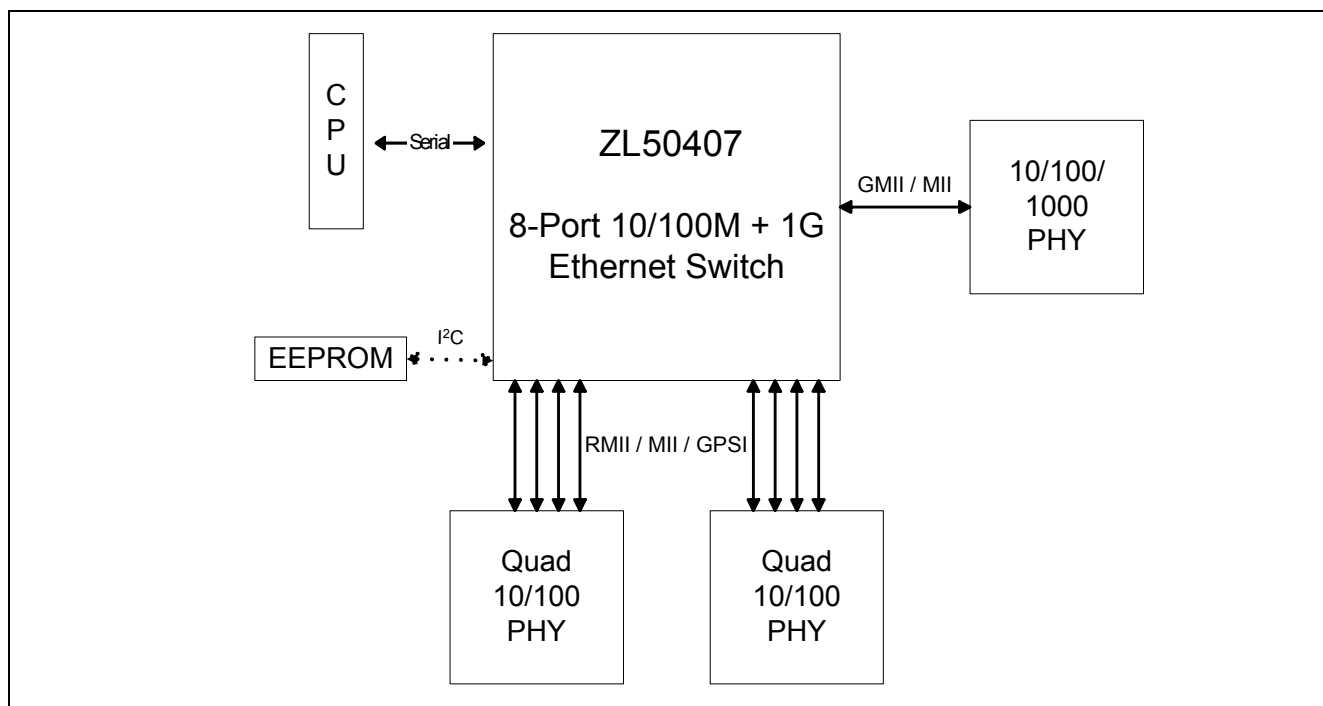 C
P
U
Serial
ZL50407
8-Port 10/100M + 1G
Ethernet Switch
GMII / MII
10/100/
1000
PHY
EEPROM
I²C
RMII / MII / GPSI
Quad
10/100
PHY
Quad
10/100
PHY